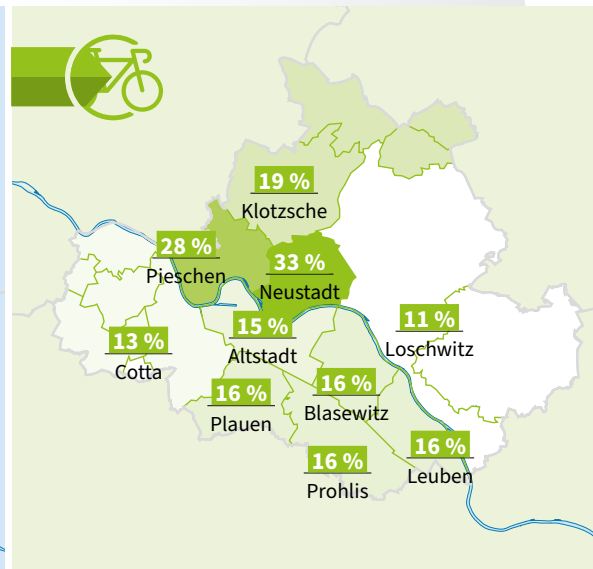 19 %
Klotzsche
28 %
Pieschen
33 %
Neustadt
11 %
Loschwitz
15 %
Altstadt
13 %
Cotta
16 %
Plauen
16 %
Blasewitz
16 %
Leuben
16 %
Prohlis